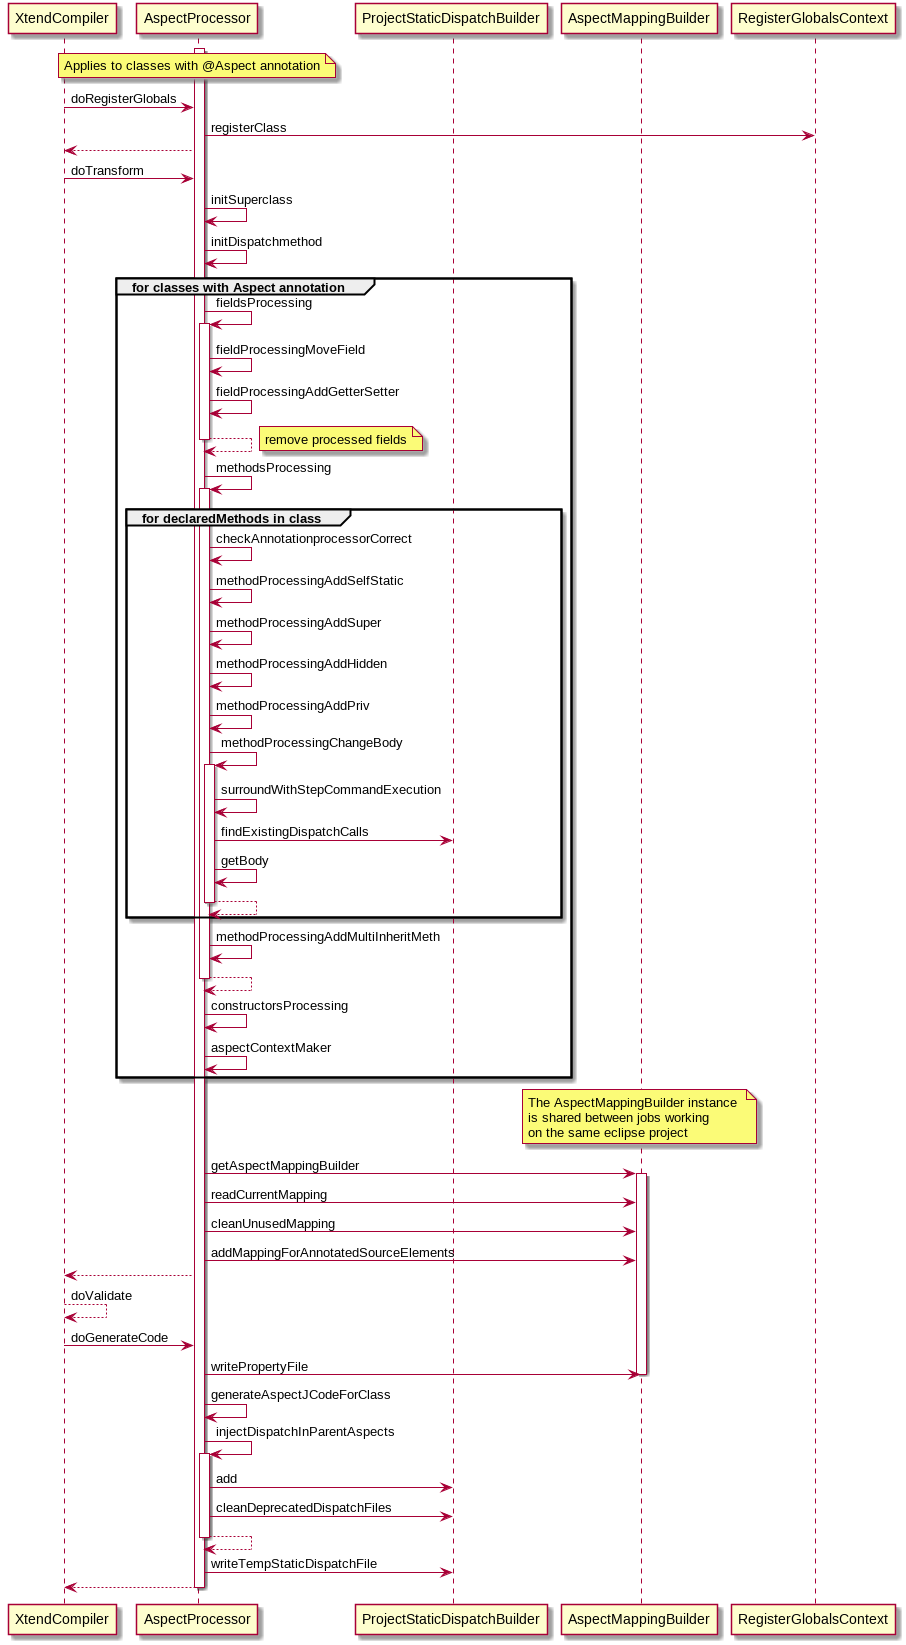 XtendCompiler
AspectProcessor
ProjectStaticDispatchBuilder
AspectMappingBuilder
RegisterGlobalsContext
Applies to classes with @Aspect annotation
doRegisterGlobals
registerClass
doTransform
initSuperclass
initDispatchmethod
for classes with Aspect annotation
fieldsProcessing
fieldProcessingMoveField
fieldProcessingAddGetterSetter
remove processed fields
methodsProcessing
for declaredMethods in class
checkAnnotationprocessorCorrect
methodProcessingAddSelfStatic
methodProcessingAddSuper
methodProcessingAddHidden
methodProcessingAddPriv
methodProcessingChangeBody
surroundWithStepCommandExecution
findExistingDispatchCalls
getBody
methodProcessingAddMultiInheritMeth
constructorsProcessing
aspectContextMaker
The AspectMappingBuilder instance
is shared between jobs working
on the same eclipse project
getAspectMappingBuilder
readCurrentMapping
cleanUnusedMapping
addMappingForAnnotatedSourceElements
doValidate
doGenerateCode
writePropertyFile
generateAspectJCodeForClass
injectDispatchInParentAspects
add
cleanDeprecatedDispatchFiles
writeTempStaticDispatchFile
XtendCompiler
AspectProcessor
ProjectStaticDispatchBuilder
AspectMappingBuilder
RegisterGlobalsContext